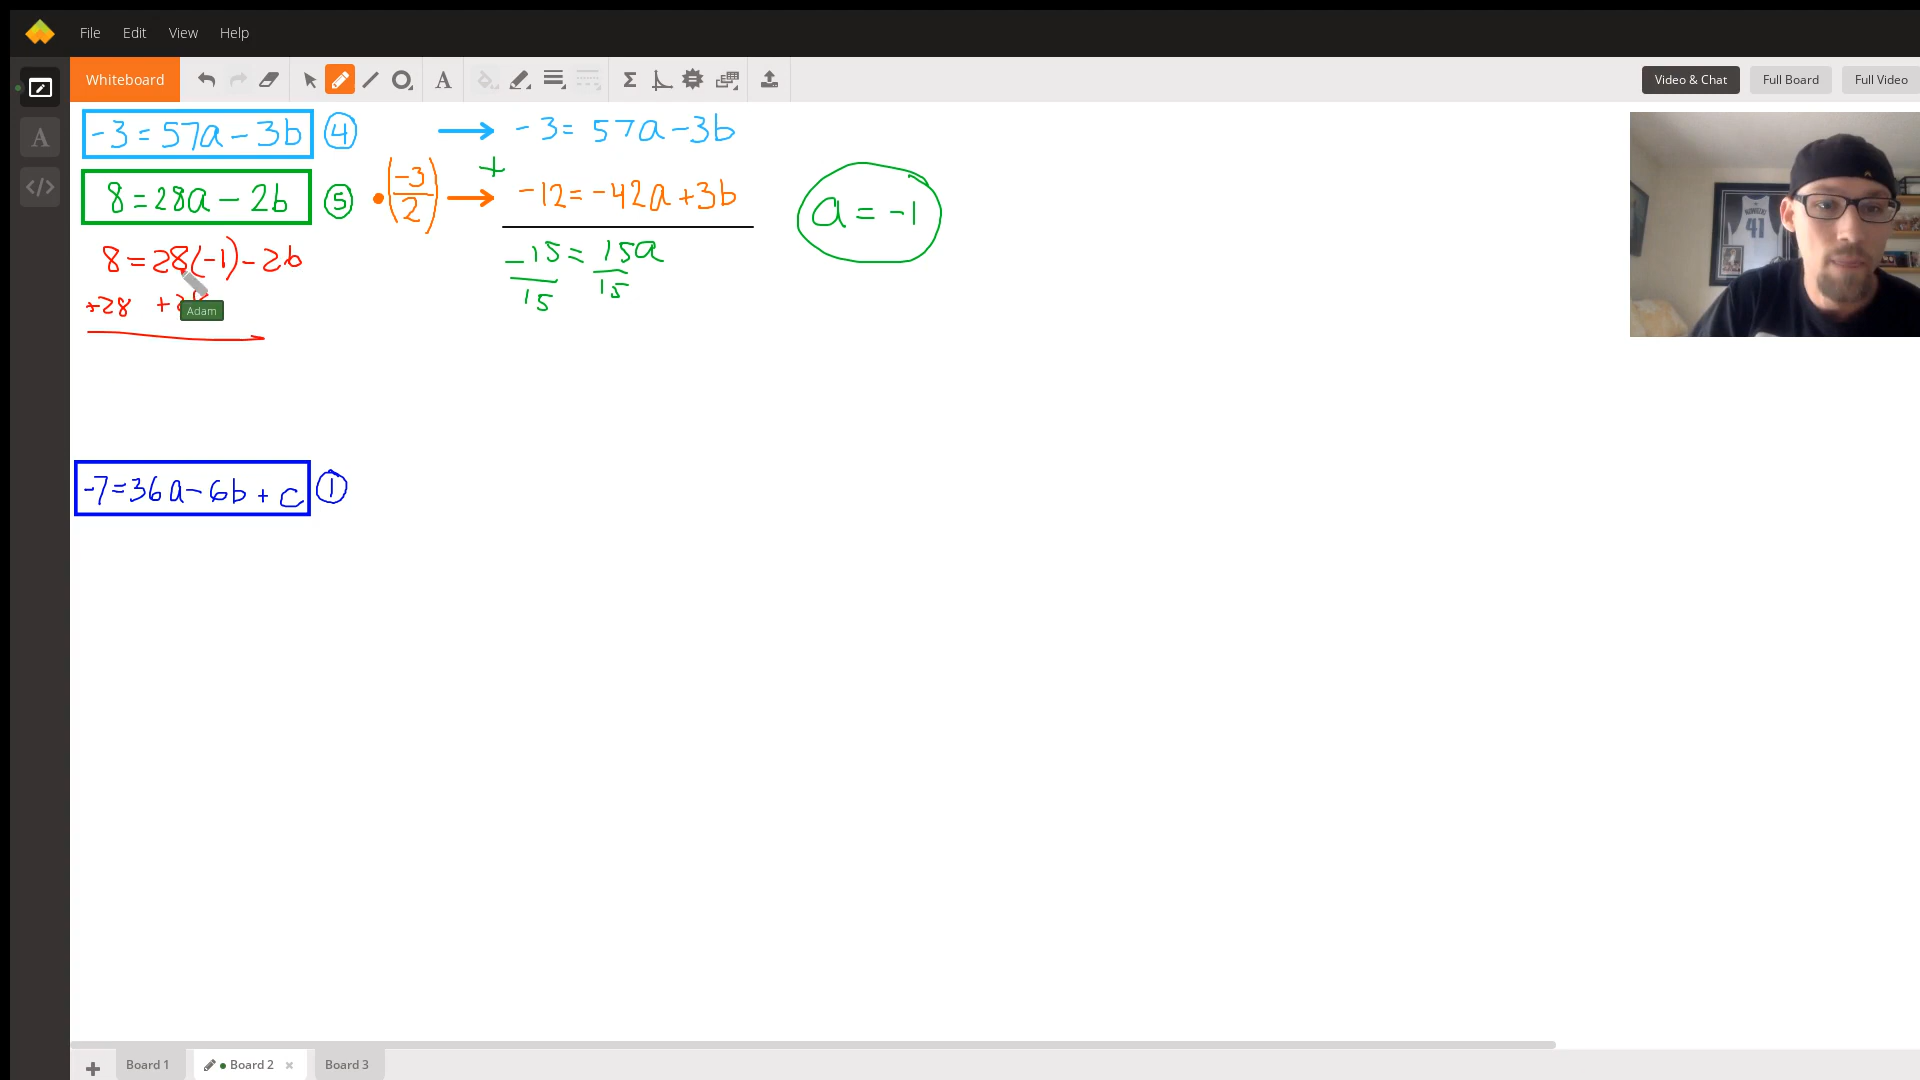 File Edit View Help
Whiteboard
Video & Chat Full Board Full Video
-3 = 57a - 3b ④ → -3 = 57a - 3b
+
8 = 28a - 2b ⑤ • (-3/2) → -12 = -42a + 3b
a = -1
8 = 28(-1) - 2b
-15 = 15a
15 15
+28 +28
Adam
-7 = 36a - 6b + c ①
Board 1 Board 2 Board 3
41